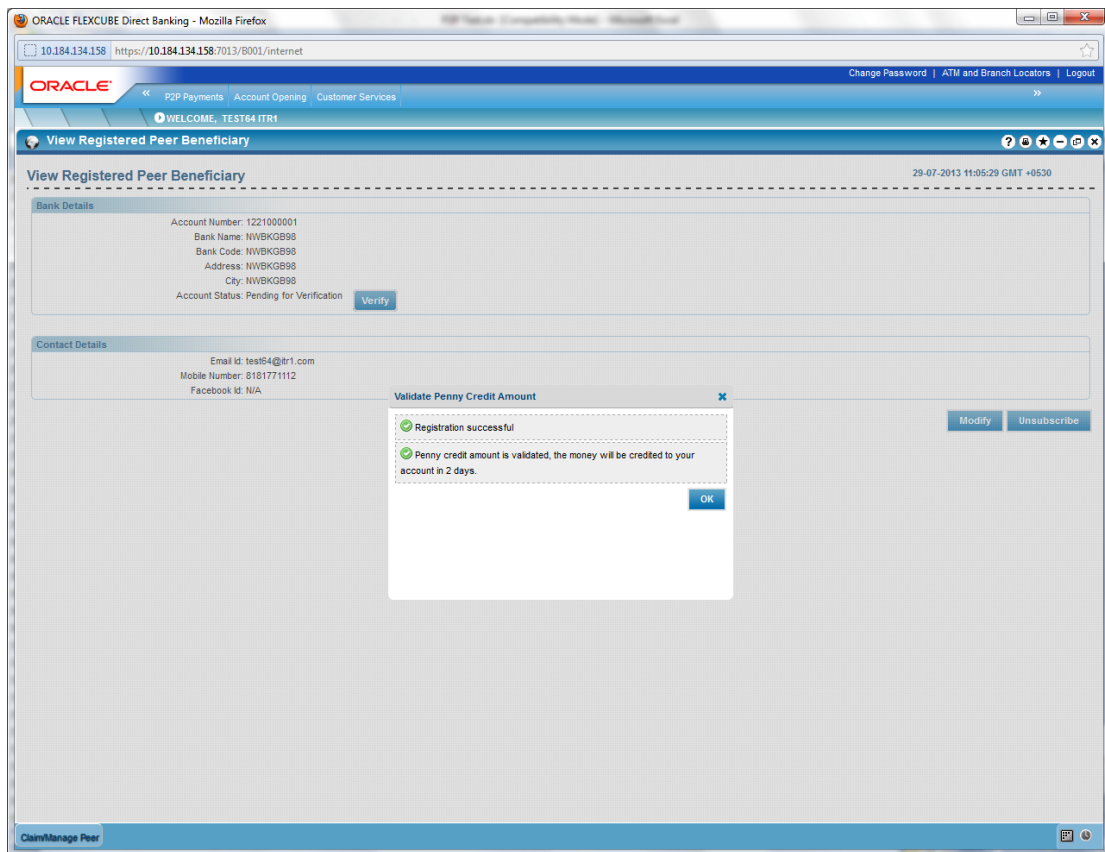 ORACLE FLEXCUBE Direct Banking - Mozilla Firefox
10.184.134.158 https://10.184.134.158:7013/B001/internet
Change Password | ATM and Branch Locators | Logout
ORACLE
« P2P Payments Account Opening Customer Services »
WELCOME, TEST64 ITR1
View Registered Peer Beneficiary
View Registered Peer Beneficiary
29-07-2013 11:05:29 GMT +0530
Bank Details
Account Number: 1221000001
Bank Name: NWBKGB98
Bank Code: NWBKGB98
Address: NWBKGB98
City: NWBKGB98
Account Status: Pending for Verification Verify
Contact Details
Email Id: test64@itr1.com
Mobile Number: 8181771112
Facebook Id: N/A
Modify Unsubscribe
Validate Penny Credit Amount
Registration successful
Penny credit amount is validated, the money will be credited to your
account in 2 days.
OK
Claim/Manage Peer